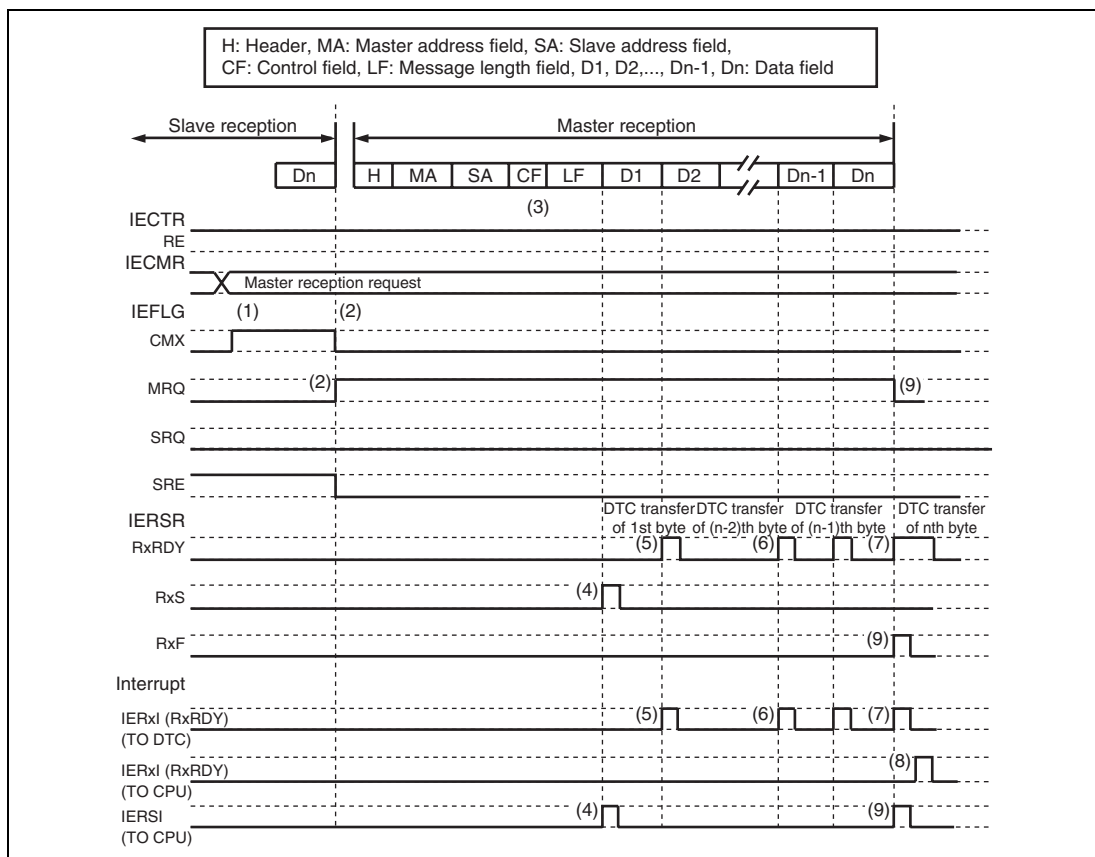 H: Header, MA: Master address field, SA: Slave address field,
CF: Control field, LF: Message length field, D1, D2,..., Dn-1, Dn: Data field
Slave reception
Master reception
Dn H MA SA CF LF D1 D2 Dn-1 Dn
(3)
IECTR
RE
IECMR
Master reception request
IEFLG (1) (2)
CMX
MRQ (2) (9)
SRQ
SRE
IERSR
DTC transfer of 1st byte
DTC transfer of (n-2)th byte
DTC transfer of (n-1)th byte
DTC transfer of nth byte
RxRDY (5) (6) (7)
RxS (4)
RxF (9)
Interrupt
IERxI (RxRDY) (5) (6) (7)
(TO DTC)
(8)
IERxI (RxRDY)
(TO CPU)
IERSI (4) (9)
(TO CPU)